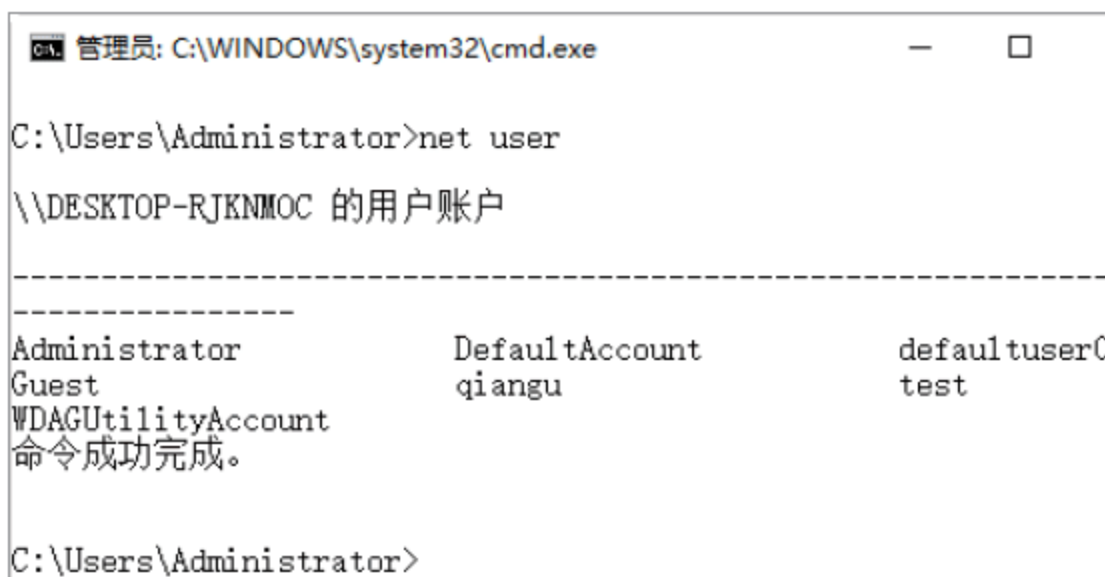 管理员: C:\WINDOWS\system32\cmd.exe
C:\Users\Administrator>net user
\\DESKTOP-RJKNMOC 的用户账户
-------------------------------------------------------------
----------------
Administrator DefaultAccount defaultuser0
Guest qiangu test
WDAGUtilityAccount
命令成功完成。
C:\Users\Administrator>